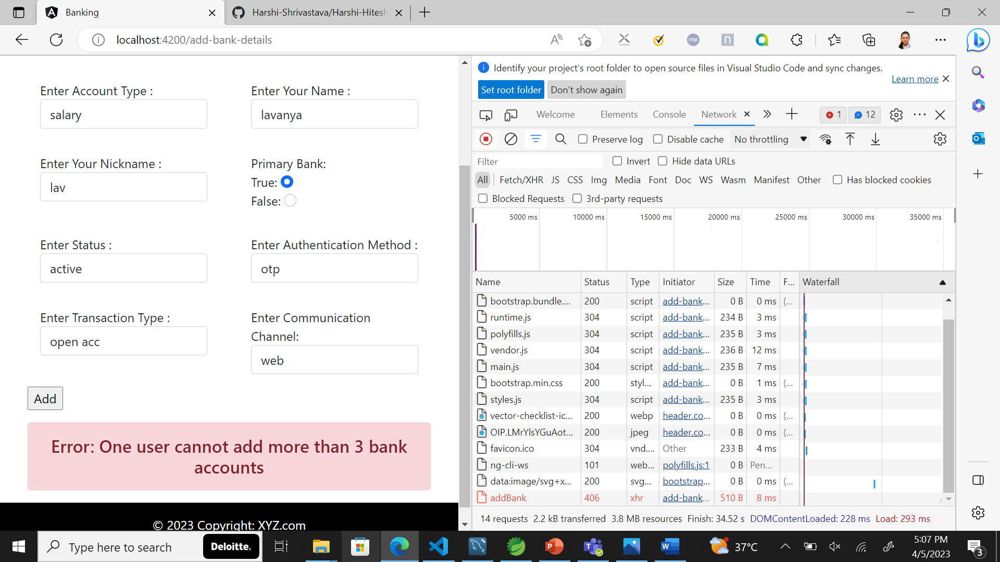 Banking
Harshi-Shrivastava/Harshi-Hitesh
localhost:4200/add-bank-details
Enter Account Type :
salary
Enter Your Name :
lavanya
Enter Your Nickname :
lav
Primary Bank:
True:
False:
Enter Status :
active
Enter Authentication Method :
otp
Enter Transaction Type :
open acc
Enter Communication
Channel:
web
Add
Error: One user cannot add more than 3 bank
accounts
© 2023 Copyright: XYZ.com
Identify your project's root folder to open source files in Visual Studio Code and sync changes.
Learn more
Set root folder
Don't show again
Welcome Elements Console Network
1 12
Preserve log Disable cache No throttling
Filter Invert Hide data URLs
All Fetch/XHR JS CSS Img Media Font Doc WS Wasm Manifest Other Has blocked cookies
Blocked Requests 3rd-party requests
5000 ms 10000 ms 15000 ms 20000 ms 25000 ms 30000 ms 35000 ms
Name Status Type Initiator Size Time F... Waterfall
bootstrap.bundle.... 200 script add-bank... 0 B 0 ms (...
runtime.js 304 script add-bank... 234 B 3 ms
polyfills.js 304 script add-bank... 235 B 3 ms
vendor.js 304 script add-bank... 236 B 12 ms
main.js 304 script add-bank... 235 B 7 ms
bootstrap.min.css 200 styl... add-bank... 0 B 1 ms (...
styles.js 304 script add-bank... 235 B 3 ms
vector-checklist-ic... 200 webp header.co... 0 B 0 ms (...
OIP.LMrYlsYGuAot... 200 jpeg header.co... 0 B 0 ms (...
favicon.ico 304 vnd.... Other 233 B 4 ms
ng-cli-ws 101 web... polyfills.js:1 0 B Pen...
data:image/svg+x... 200 svg... bootstrap... 0 B 0 ms (...
addBank 406 xhr add-bank... 510 B 8 ms
14 requests 2.2 kB transferred 3.8 MB resources Finish: 34.52 s DOMContentLoaded: 228 ms Load: 293 ms
Type here to search
Deloitte.
37°C
5:07 PM
4/5/2023
3